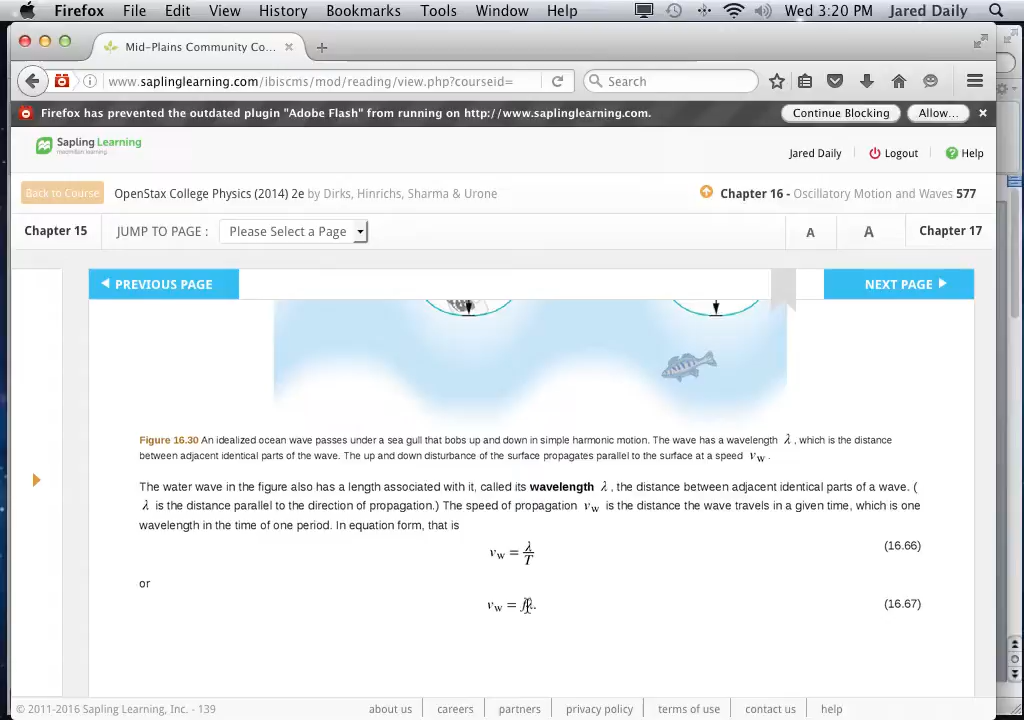 Firefox File Edit View History Bookmarks Tools Window Help Wed 3:20 PM Jared Daily
Mid-Plains Community Co...
www.saplinglearning.com/ibiscms/mod/reading/view.php?courseid=
Search
Firefox has prevented the outdated plugin "Adobe Flash" from running on http://www.saplinglearning.com. Continue Blocking Allow...
Sapling Learning
macmillan learning
Jared Daily Logout Help
Back to Course OpenStax College Physics (2014) 2e by Dirks, Hinrichs, Sharma & Urone Chapter 16 - Oscillatory Motion and Waves 577
Chapter 15 JUMP TO PAGE : Please Select a Page A A Chapter 17
PREVIOUS PAGE NEXT PAGE
Figure 16.30 An idealized ocean wave passes under a sea gull that bobs up and down in simple harmonic motion. The wave has a wavelength λ , which is the distance
between adjacent identical parts of the wave. The up and down disturbance of the surface propagates parallel to the surface at a speed v_w .
The water wave in the figure also has a length associated with it, called its wavelength λ , the distance between adjacent identical parts of a wave. (
λ is the distance parallel to the direction of propagation.) The speed of propagation v_w is the distance the wave travels in a given time, which is one
wavelength in the time of one period. In equation form, that is
v_w = λ/T (16.66)
or
v_w = fλ. (16.67)
© 2011-2016 Sapling Learning, Inc. - 139 about us careers partners privacy policy terms of use contact us help